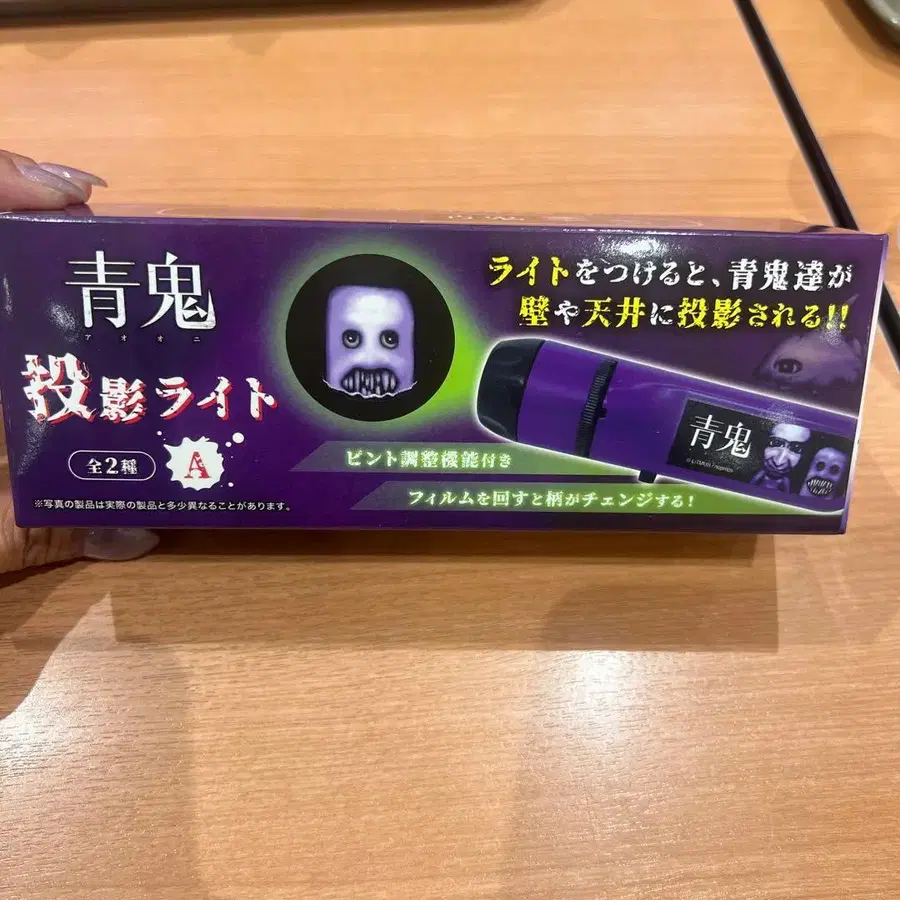 青鬼
アオオニ
投影ライト
全2種
A
※写真の製品は実際の製品と多少異なることがあります。
ライトをつけると、青鬼達が
壁や天井に投影される!!
青鬼
ピント調整機能付き
フィルムを回すと柄がチェンジする!